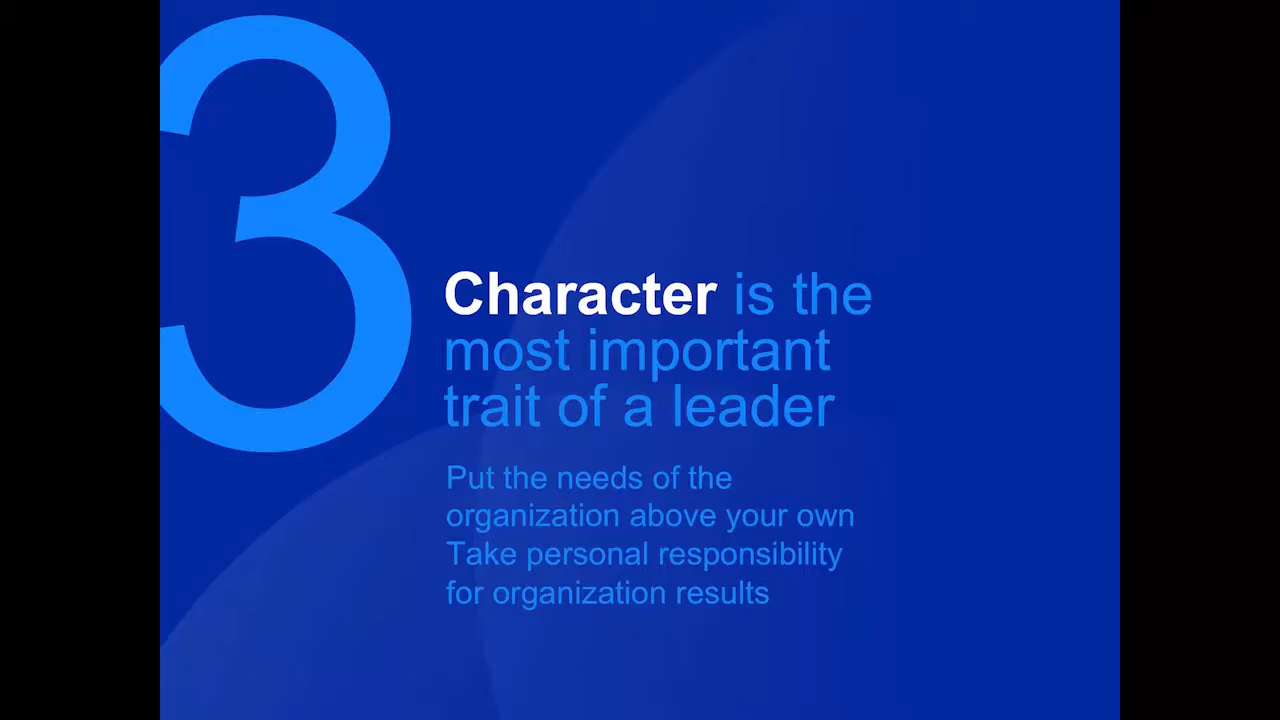 3
Character is the
most important
trait of a leader
Put the needs of the
organization above your own
Take personal responsibility
for organization results